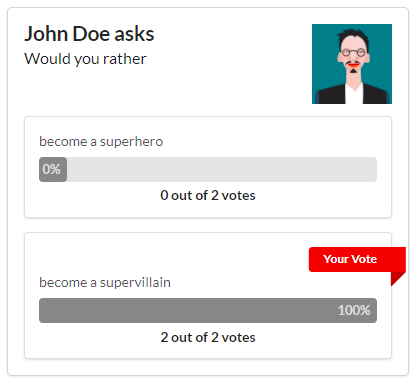 John Doe asks
Would you rather
become a superhero
0%
0 out of 2 votes
Your Vote
become a supervillain
100%
2 out of 2 votes